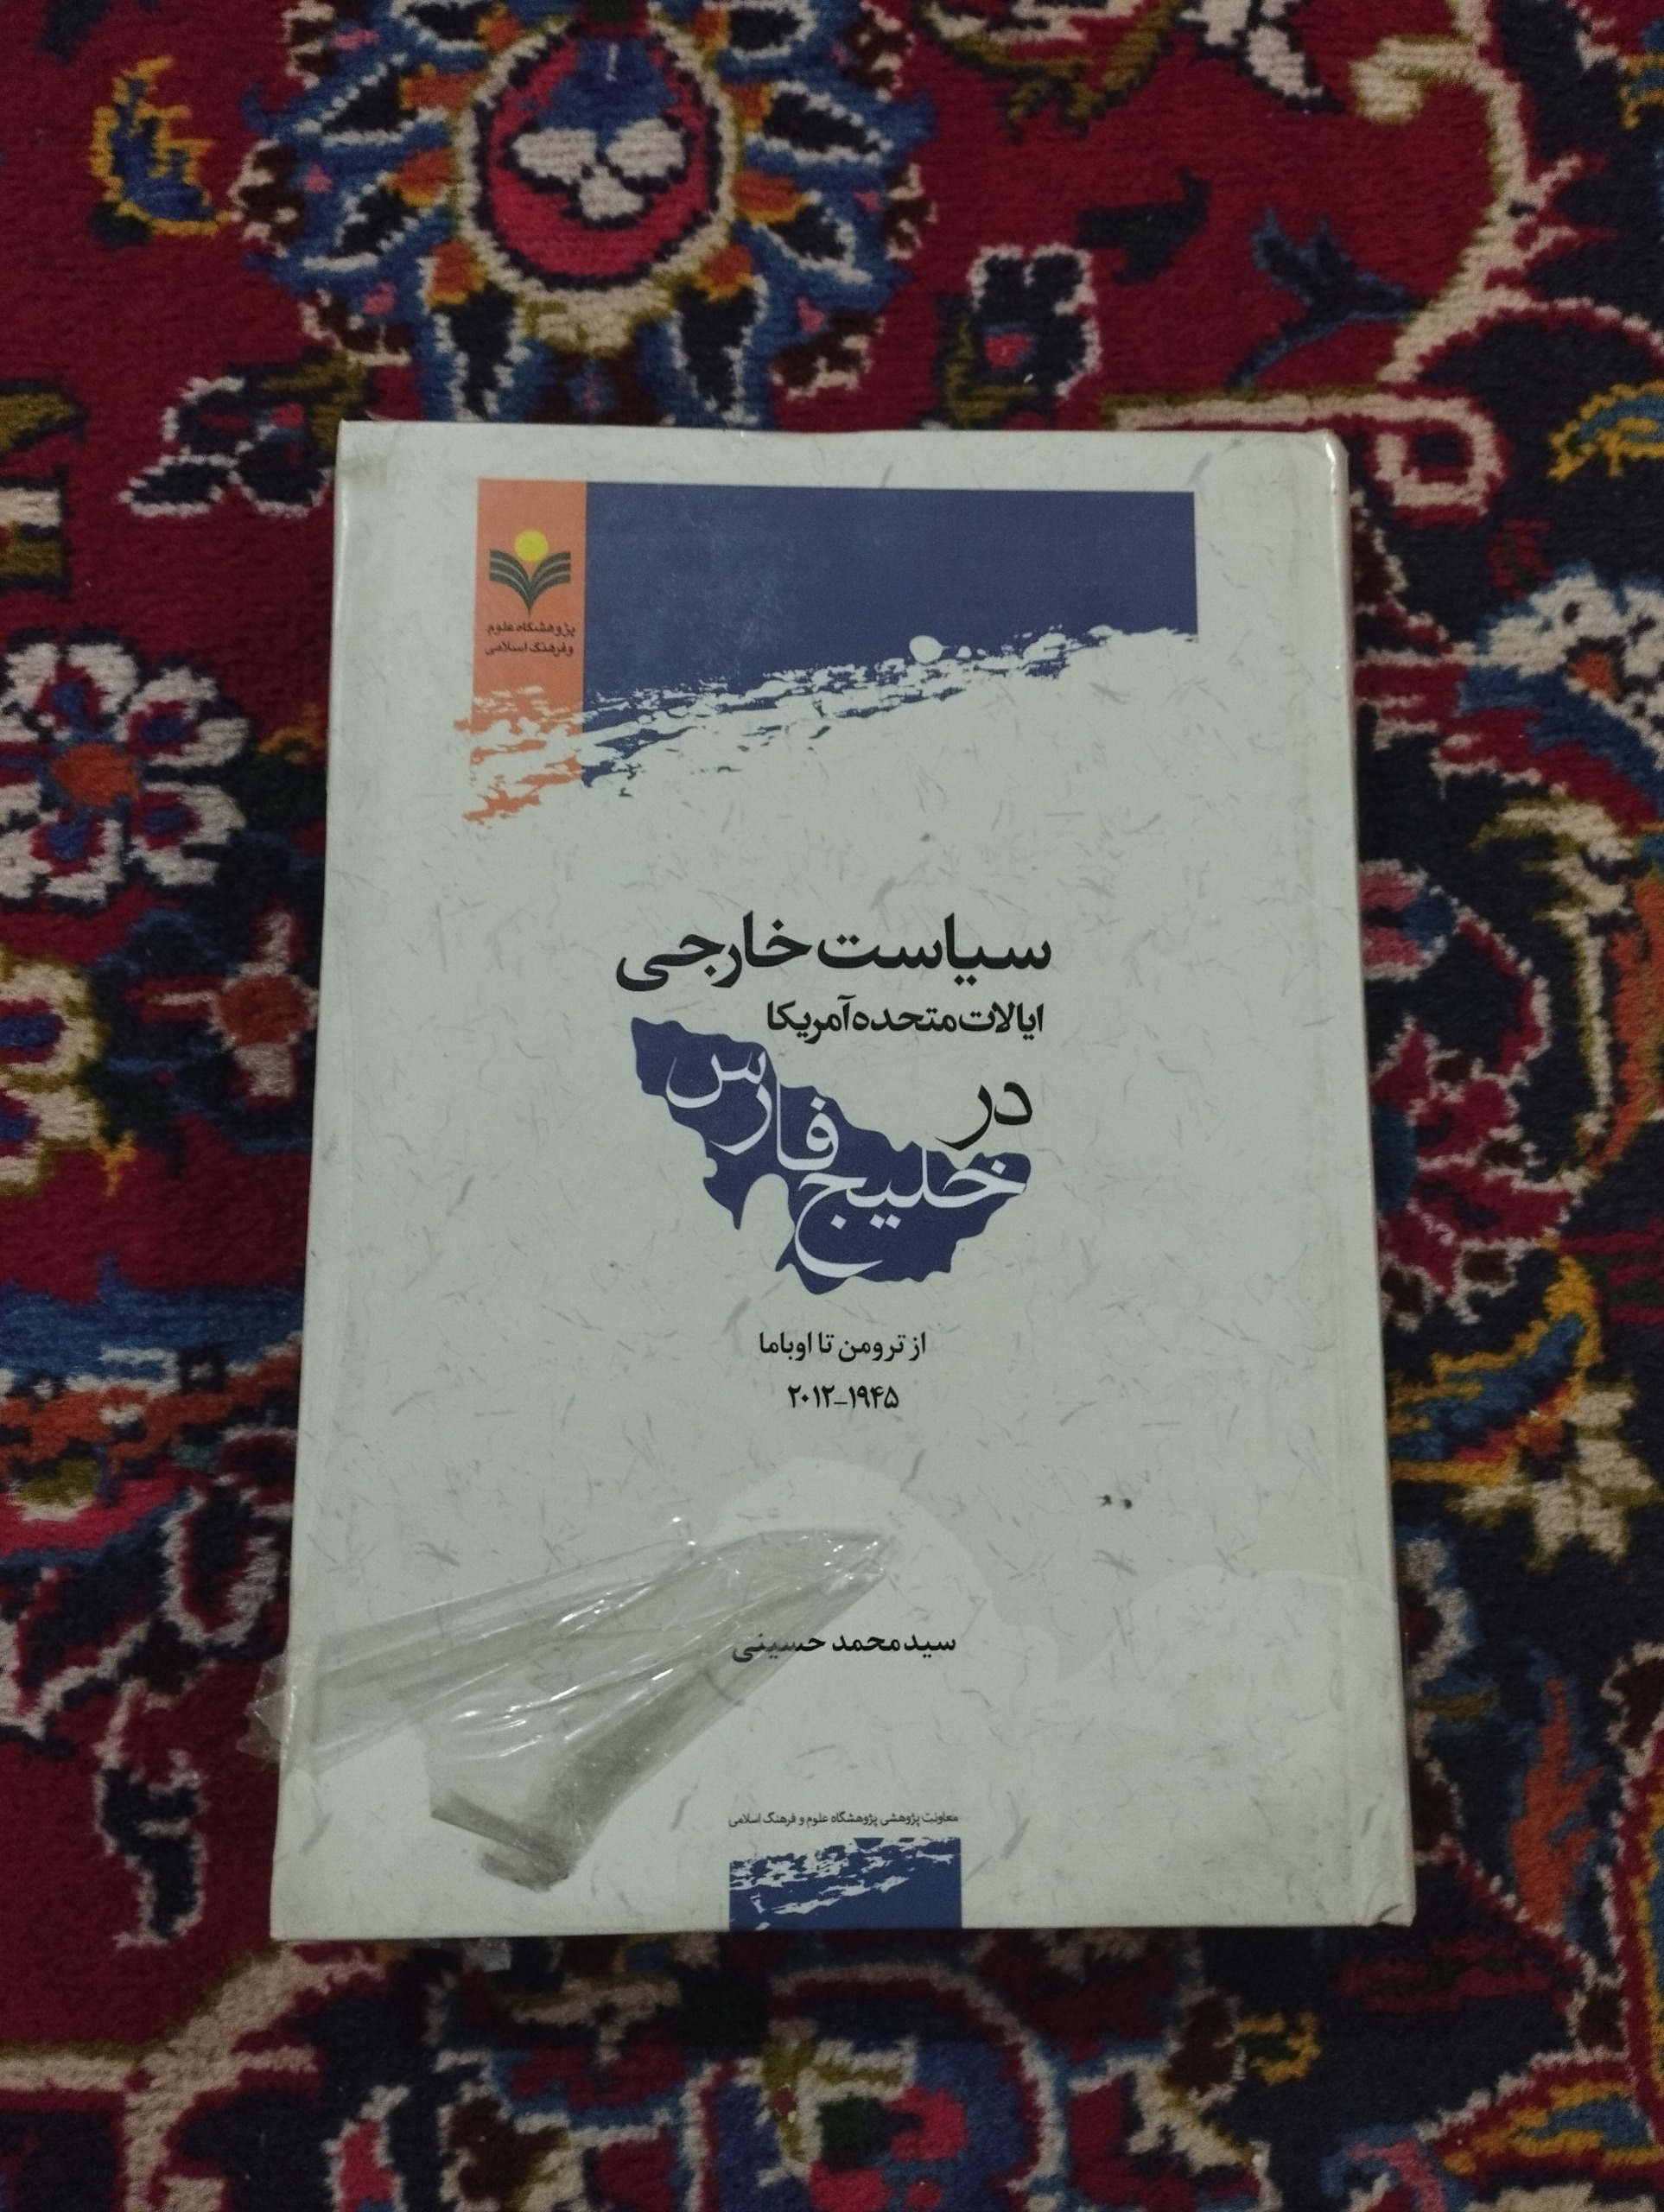 پژوهشگاه علوم
و فرهنگ اسلامی
سیاست خارجی
ایالات متحده آمریکا
در
خلیج فارس
از ترومن تا اوباما
۱۹۴۵-۲۰۱۲
سید محمد حسینی
معاونت پژوهشی پژوهشگاه علوم و فرهنگ اسلامی